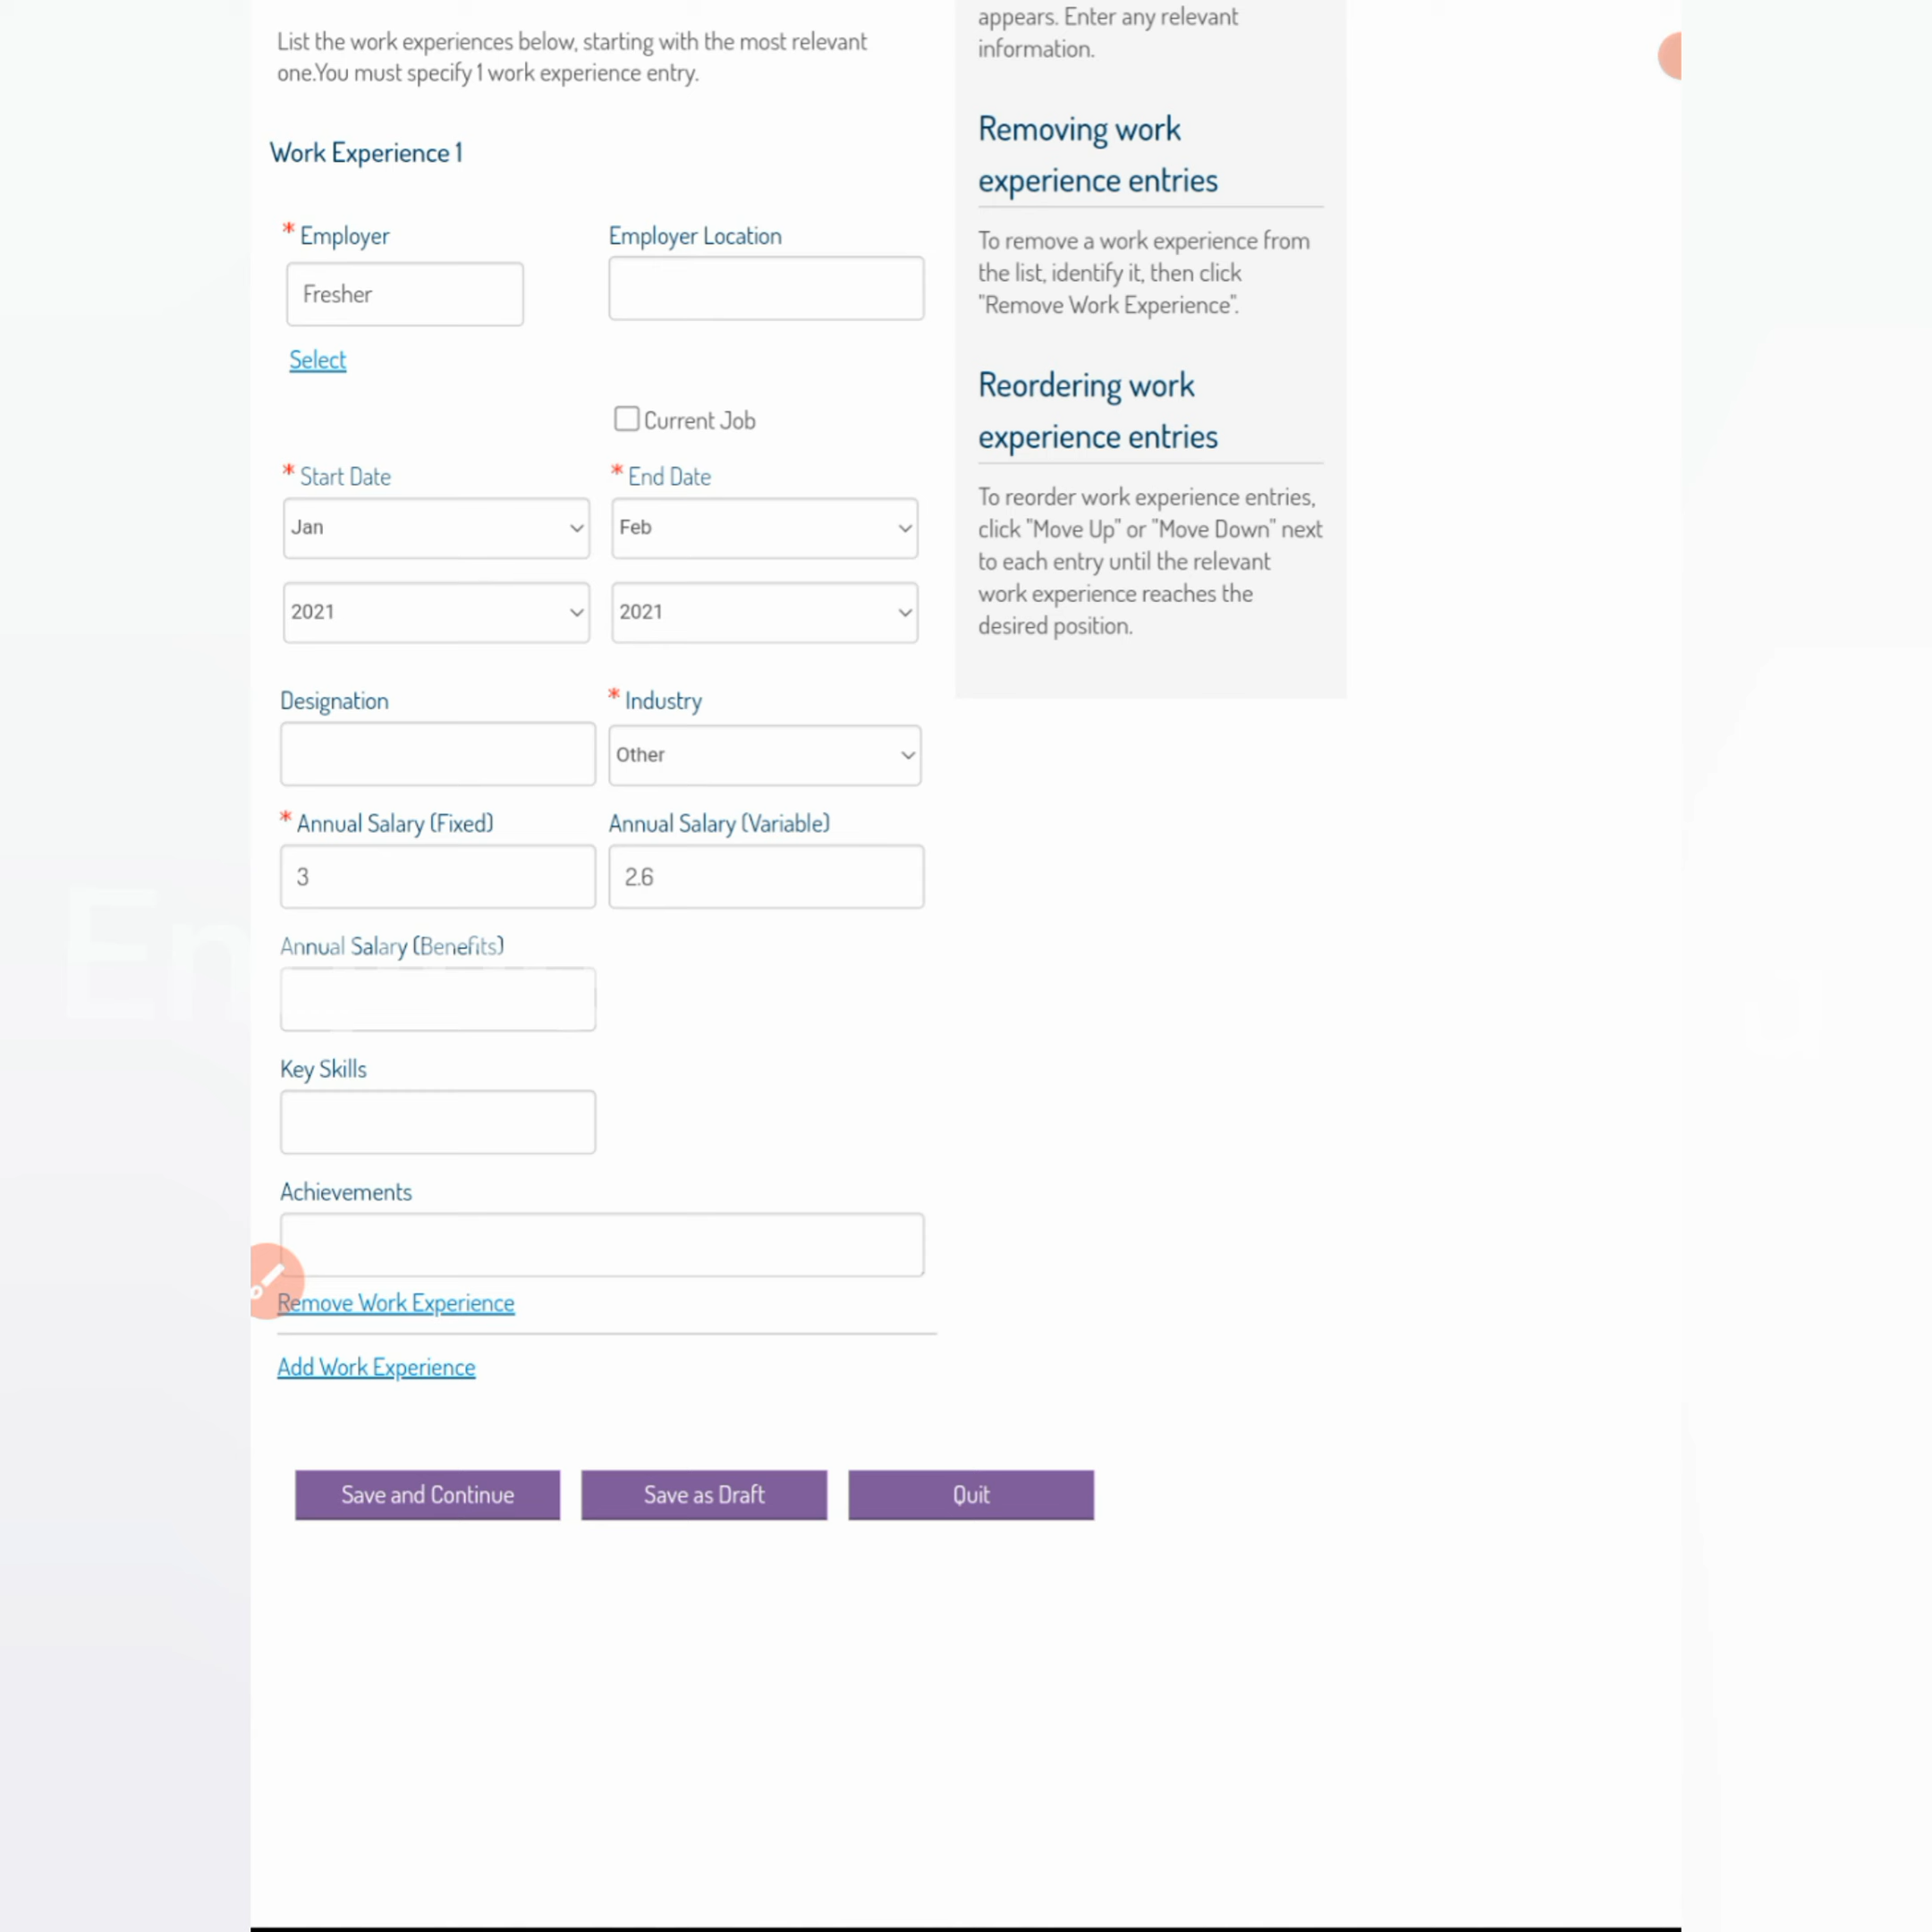 List the work experiences below, starting with the most relevant
one.You must specify 1 work experience entry.
Work Experience 1
* Employer
Employer Location
Fresher
Select
Current Job
* Start Date
* End Date
Jan
Feb
2021
2021
Designation
* Industry
Other
* Annual Salary (Fixed)
Annual Salary (Variable)
3
2.6
Annual Salary (Benefits)
Key Skills
Achievements
Remove Work Experience
Add Work Experience
Save and Continue
Save as Draft
Quit
appears. Enter any relevant
information.
Removing work
experience entries
To remove a work experience from
the list, identify it, then click
"Remove Work Experience".
Reordering work
experience entries
To reorder work experience entries,
click "Move Up" or "Move Down" next
to each entry until the relevant
work experience reaches the
desired position.